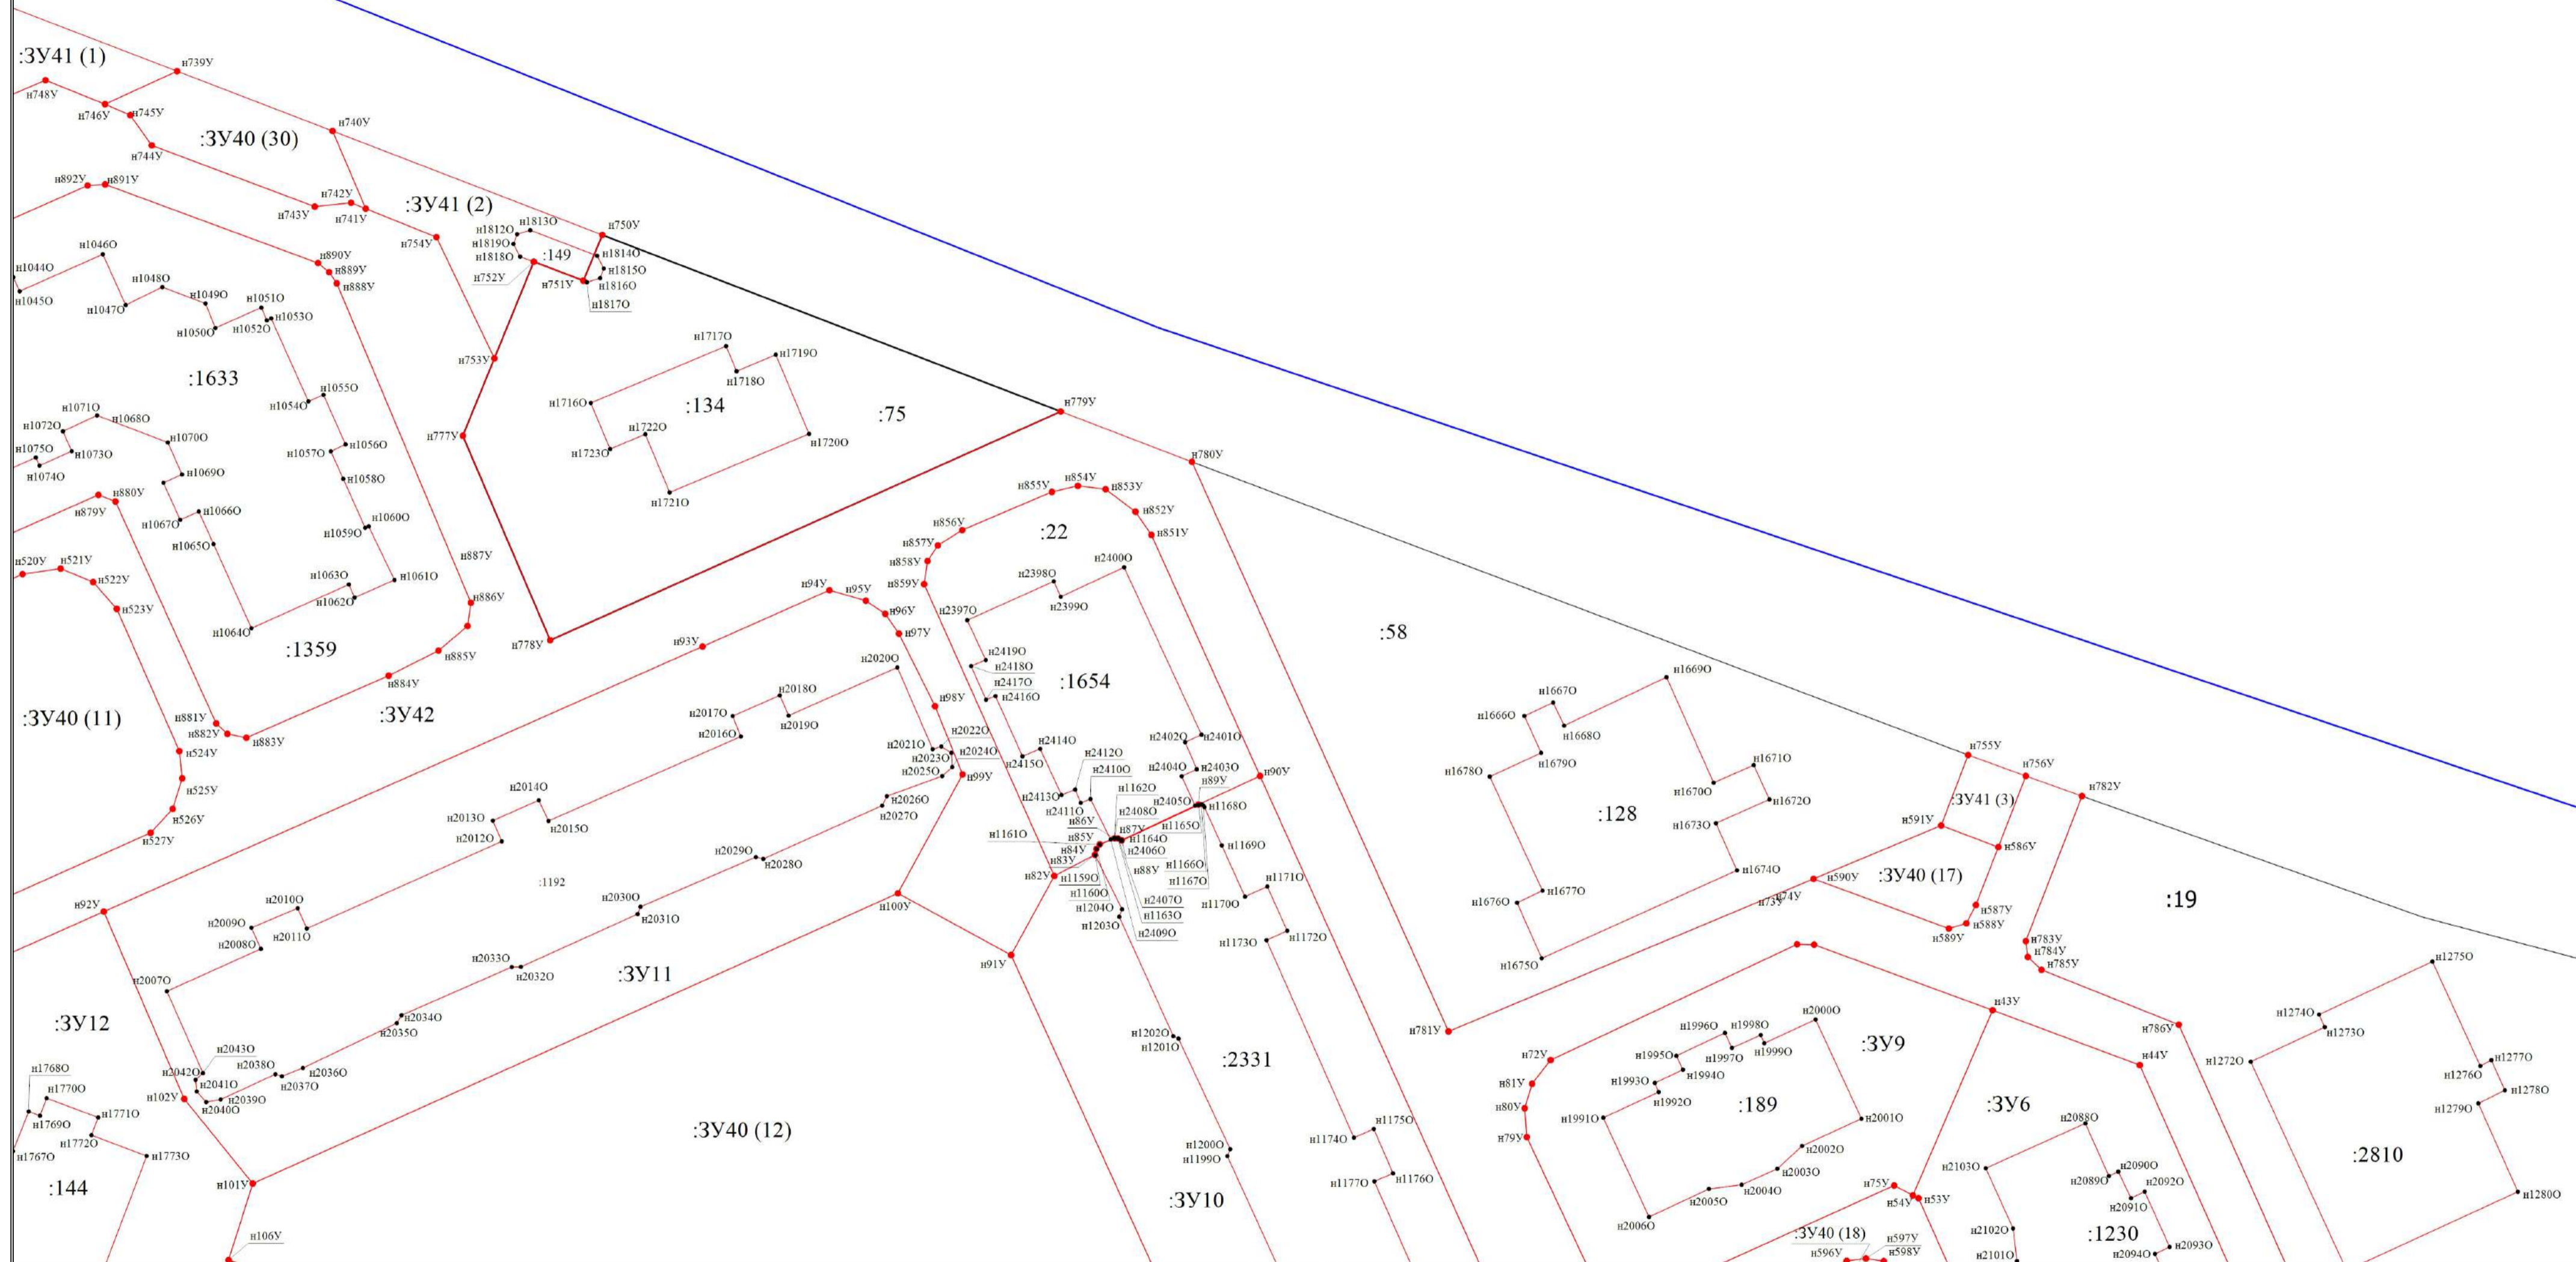 :ЗУ41 (1)
н739У
н748У
н746У
н745У
н740У
:ЗУ40 (30)
н744У
н892У
н891У
н742У
н743У
н741У
:ЗУ41 (2)
н754У
н750У
н1813О
н1812О
н1819О
н1818О
:149
н1814О
н1815О
н1816О
н752У
н751У
н1817О
н890У
н889У
н888У
н1046О
н1044О
н1045О
н1048О
н1047О
н1049О
н1050О
н1051О
н1052О
н1053О
н753У
:1633
н1717О
н1719О
н1718О
н1716О
:134
:75
н779У
н1055О
н1054О
н1071О
н1068О
н1072О
н1070О
н1075О
н1073О
н1074О
н1069О
н1057О
н1056О
н777У
н1722О
н1723О
н1720О
н1721О
н780У
н1058О
н880У
н879У
н1067О
н1066О
н1065О
н1060О
н1059О
н855У
н854У
н853У
н852У
н851У
н856У
:22
н857У
н858У
н859У
н887У
н520У
н521У
н522У
н523У
н1063О
н1062О
н1061О
н886У
н1064О
:1359
н885У
н884У
н778У
н94У
н95У
н96У
н97У
н93У
н2398О
н2400О
н2399О
н2397О
:58
:ЗУ40 (11)
н881У
н882У
н883У
:ЗУ42
н2020О
н98У
н2018О
н2017О
н2019О
н2016О
н2419О
н2418О
н2417О
н2416О
:1654
н1669О
н1667О
н1666О
н1668О
н1679О
н1678О
н524У
н525У
н526У
н527У
н2021О
н2022О
н2023О
н2024О
н2025О
н99У
н2414О
н2415О
н2412О
н2410О
н2413О
н2411О
н2402О
н2401О
н2404О
н2403О
н89У
н90У
н755У
н756У
н782У
н1671О
н1670О
н1672О
:128
н1673О
:ЗУ41 (3)
н591У
н586У
н2014О
н2013О
н2012О
н2015О
н2026О
н2027О
н1162О
н2408О
н86У
н87У
н2405О
н1168О
н1165О
н1164О
н1161О
н85У
н84У
н83У
н82У
н2406О
н88У
н1166О
н1167О
н1169О
н1159О
н1160О
н1204О
н1203О
н2407О
н1163О
н2409О
н1171О
н1170О
н1173О
н1172О
н2029О
н2028О
:1192
н1674О
н1677О
н1676О
н1675О
н73У
н74У
н590У
:ЗУ40 (17)
н587У
н588У
н589У
:19
н783У
н784У
н785У
н92У
н2010О
н2009О
н2008О
н2011О
н2030О
н2031О
н100У
н91У
н2007О
н2033О
н2032О
:ЗУ11
н1275О
н1274О
н1273О
н1272О
:ЗУ12
н2034О
н2035О
н1202О
н1201О
:2331
н781У
н43У
н786У
н2043О
н2042О
н2041О
н2040О
н2039О
н2038О
н2037О
н2036О
н102У
н72У
н81У
н80У
н79У
н1996О
н1998О
н2000О
н1995О
н1997О
н1999О
н1994О
н1993О
н1992О
н1991О
:189
н2001О
:ЗУ9
н44У
н1277О
н1276О
н1278О
н1279О
н1768О
н1770О
н1769О
н1771О
н1772О
н1767О
н1773О
:144
:ЗУ40 (12)
н1200О
н1199О
н1175О
н1174О
н1176О
н1177О
:ЗУ10
н2002О
н2003О
н2004О
н2005О
н2006О
:ЗУ6
н2088О
н2103О
н2090О
н2089О
н2092О
н2091О
:2810
н1280О
н101У
н75У
н54У
н53У
н106У
:ЗУ40 (18)
н597У
н596У
н598У
н2102О
н2101О
:1230
н2093О
н2094О